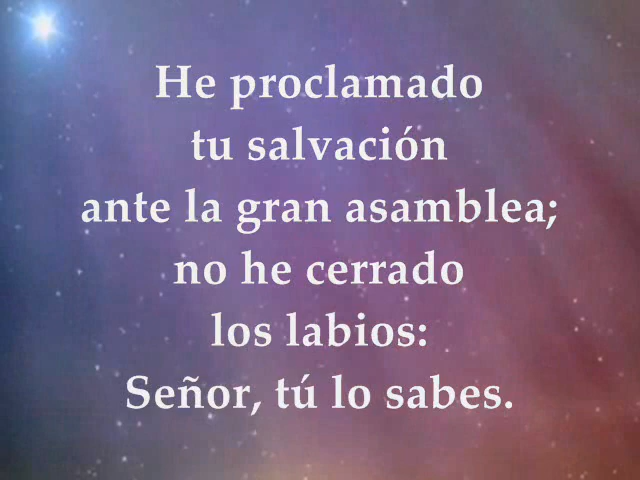 He proclamado
tu salvación
ante la gran asamblea;
no he cerrado
los labios:
Señor, tú lo sabes.